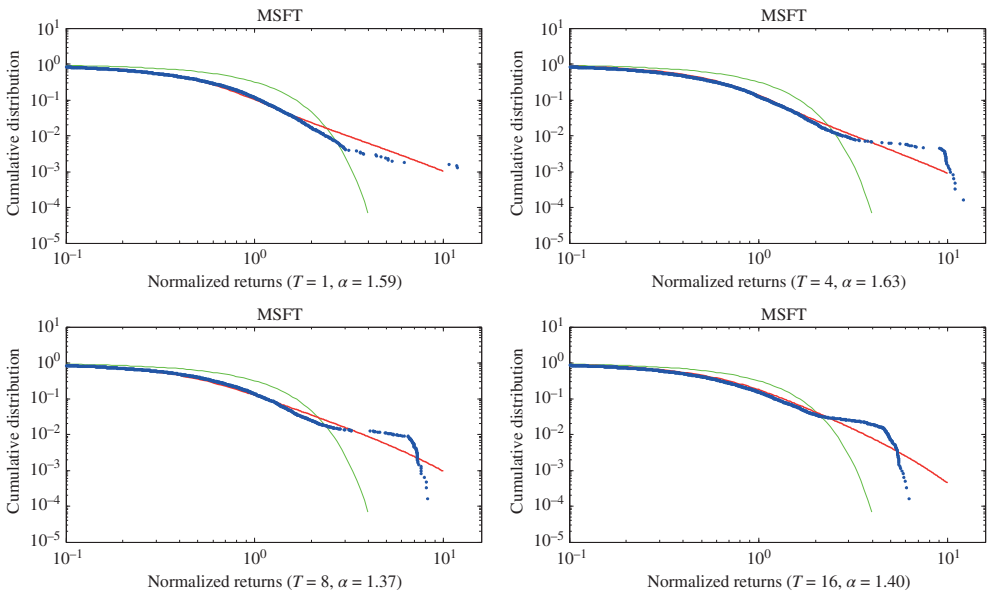 MSFT
Cumulative distribution
10^1
10^0
10^−1
10^−2
10^−3
10^−4
10^−5
10^−1 10^0 10^1
Normalized returns (T = 1, α = 1.59)
MSFT
Cumulative distribution
10^1
10^0
10^−1
10^−2
10^−3
10^−4
10^−5
10^−1 10^0 10^1
Normalized returns (T = 4, α = 1.63)
MSFT
Cumulative distribution
10^1
10^0
10^−1
10^−2
10^−3
10^−4
10^−5
10^−1 10^0 10^1
Normalized returns (T = 8, α = 1.37)
MSFT
Cumulative distribution
10^1
10^0
10^−1
10^−2
10^−3
10^−4
10^−5
10^−1 10^0 10^1
Normalized returns (T = 16, α = 1.40)